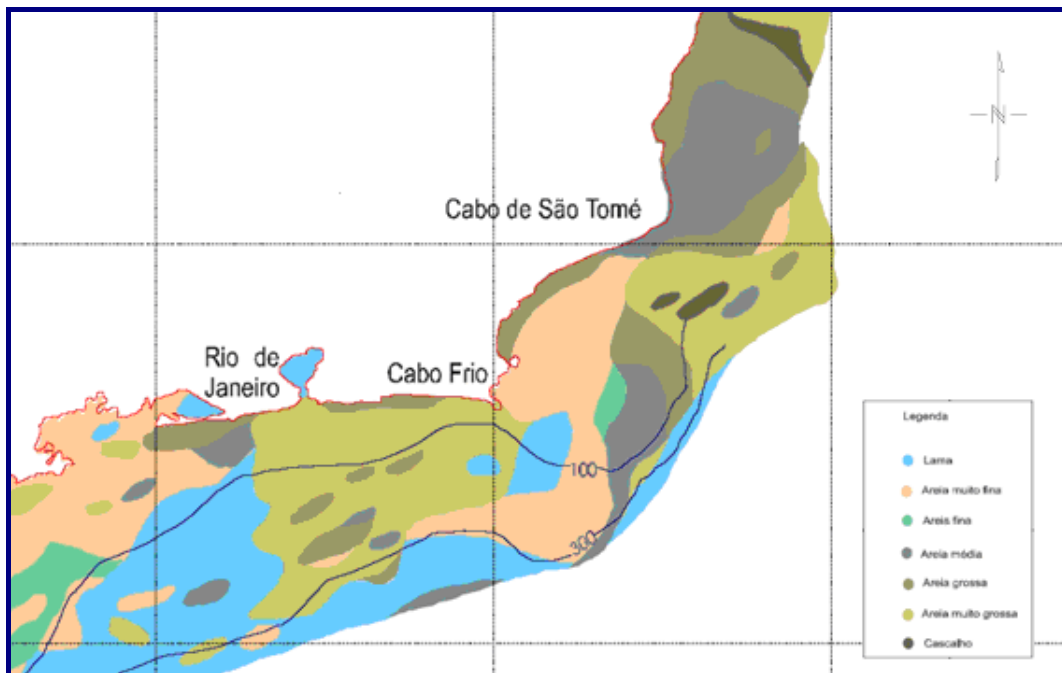 N
Cabo de São Tomé
Rio de
Janeiro
Cabo Frio
100
300
Legenda
Lama
Areia muito fina
Areia fina
Areia média
Areia grossa
Areia muito grossa
Cascalho